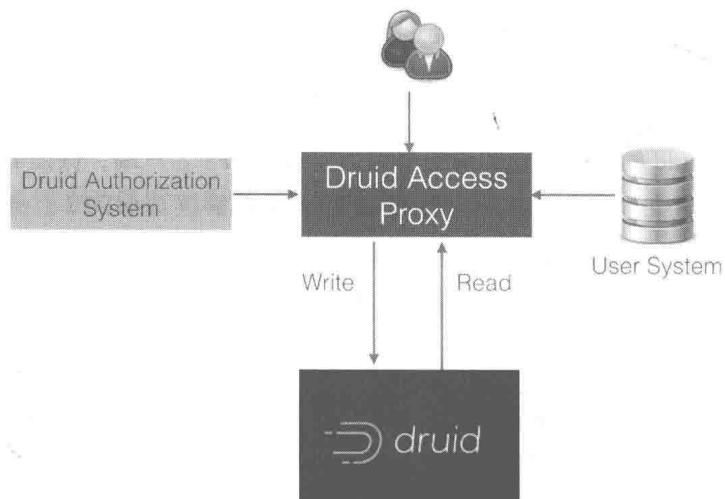 Druid Authorization
System
Druid Access
Proxy
User System
Write
Read
druid